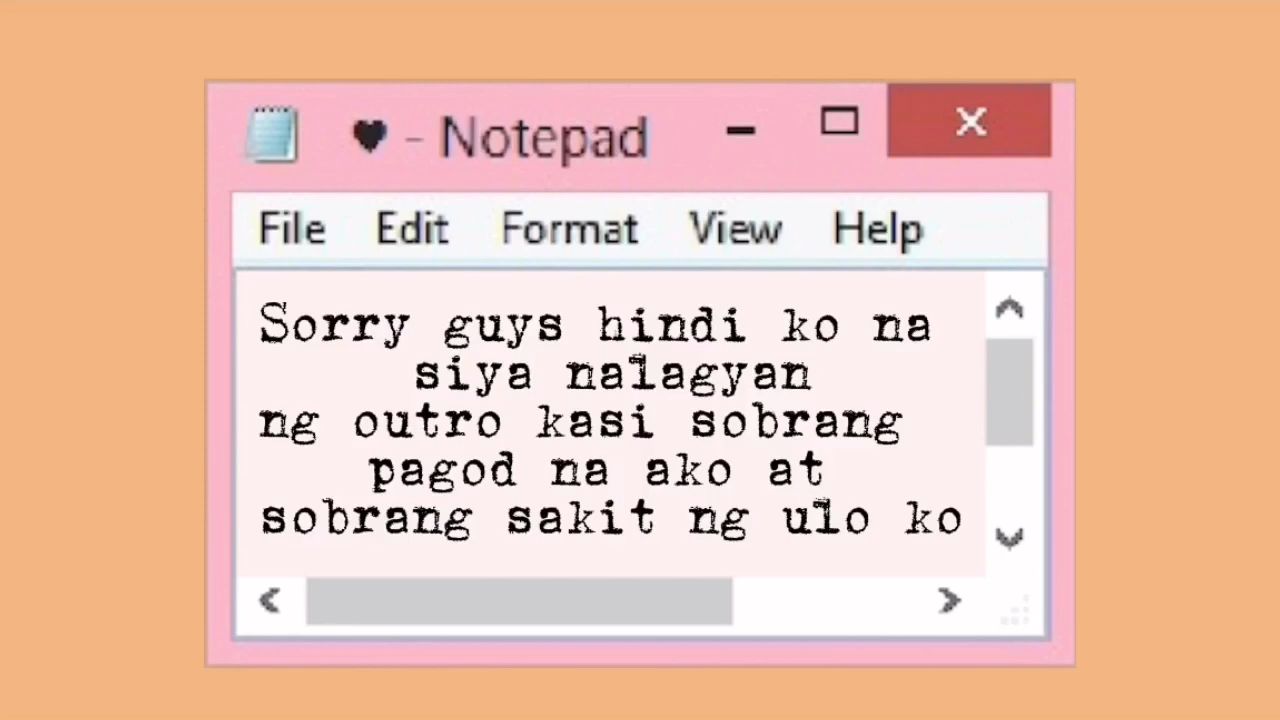 ♥ - Notepad
File Edit Format View Help
Sorry guys hindi ko na
siya nalagyan
ng outro kasi sobrang
pagod na ako at
sobrang sakit ng ulo ko